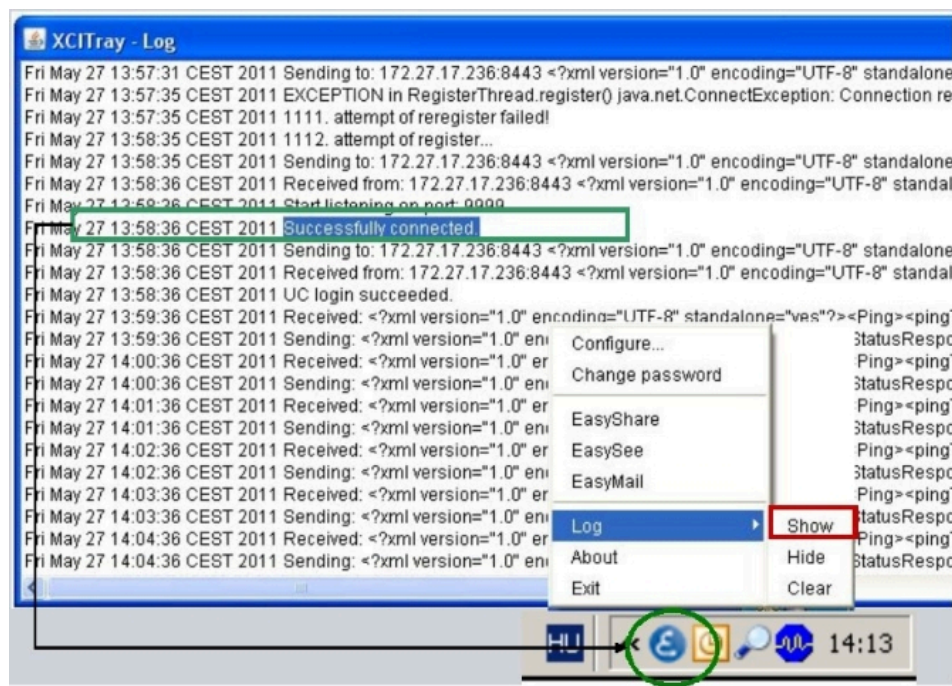 XCITray - Log
Fri May 27 13:57:31 CEST 2011 Sending to: 172.27.17.236:8443 <?xml version="1.0" encoding="UTF-8" standalone
Fri May 27 13:57:35 CEST 2011 EXCEPTION in RegisterThread.register() java.net.ConnectException: Connection re
Fri May 27 13:57:35 CEST 2011 1111. attempt of reregister failed!
Fri May 27 13:58:35 CEST 2011 1112. attempt of register...
Fri May 27 13:58:35 CEST 2011 Sending to: 172.27.17.236:8443 <?xml version="1.0" encoding="UTF-8" standalone
Fri May 27 13:58:36 CEST 2011 Received from: 172.27.17.236:8443 <?xml version="1.0" encoding="UTF-8" standal
Fri May 27 13:58:36 CEST 2011 Start listening on port: 9999
Fri May 27 13:58:36 CEST 2011 Successfully connected.
Fri May 27 13:58:36 CEST 2011 Sending to: 172.27.17.236:8443 <?xml version="1.0" encoding="UTF-8" standalone
Fri May 27 13:58:36 CEST 2011 Received from: 172.27.17.236:8443 <?xml version="1.0" encoding="UTF-8" standal
Fri May 27 13:58:36 CEST 2011 UC login succeeded.
Fri May 27 13:59:36 CEST 2011 Received: <?xml version="1.0" encoding="UTF-8" standalone="yes"?><Ping><ping
Fri May 27 13:59:36 CEST 2011 Sending: <?xml version="1.0" en StatusRespo
Fri May 27 14:00:36 CEST 2011 Received: <?xml version="1.0" er Ping><ping
Fri May 27 14:00:36 CEST 2011 Sending: <?xml version="1.0" en StatusRespo
Fri May 27 14:01:36 CEST 2011 Received: <?xml version="1.0" er Ping><ping
Fri May 27 14:01:36 CEST 2011 Sending: <?xml version="1.0" en StatusRespo
Fri May 27 14:02:36 CEST 2011 Received: <?xml version="1.0" er Ping><ping
Fri May 27 14:02:36 CEST 2011 Sending: <?xml version="1.0" en StatusRespo
Fri May 27 14:03:36 CEST 2011 Received: <?xml version="1.0" er Ping><ping
Fri May 27 14:03:36 CEST 2011 Sending: <?xml version="1.0" en StatusRespo
Fri May 27 14:04:36 CEST 2011 Received: <?xml version="1.0" er Ping><ping
Fri May 27 14:04:36 CEST 2011 Sending: <?xml version="1.0" en StatusRespo
Configure...
Change password
EasyShare
EasySee
EasyMail
Log
About
Exit
Show
Hide
Clear
HU
14:13